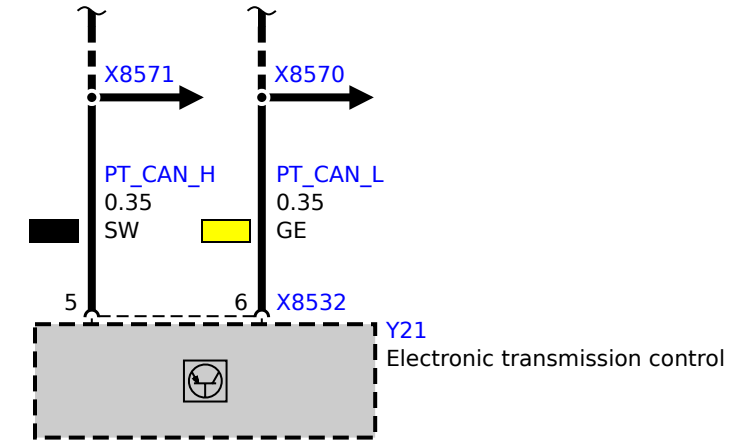 X8571
X8570
PT_CAN_H
0.35
SW
PT_CAN_L
0.35
GE
5
6
X8532
Y21
Electronic transmission control